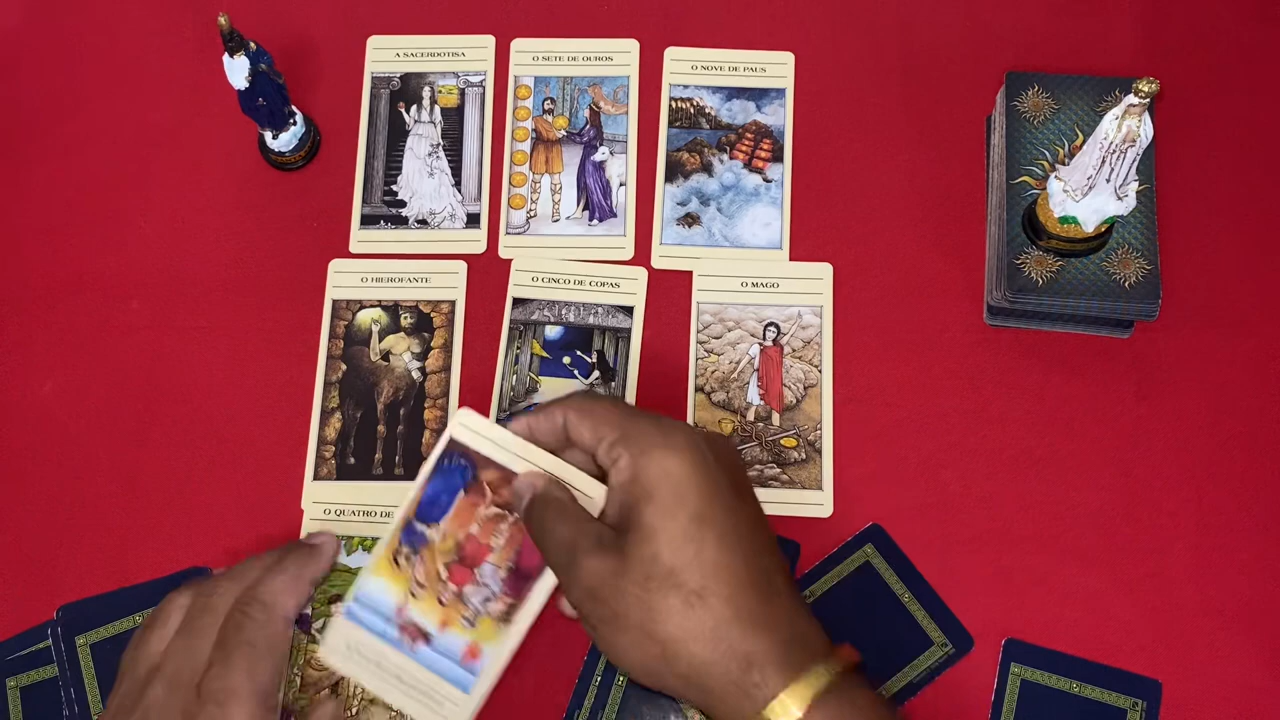 A SACERDOTISA
O SETE DE OUROS
O NOVE DE PAUS
O HIEROFANTE
O CINCO DE COPAS
O MAGO
O QUATRO DE